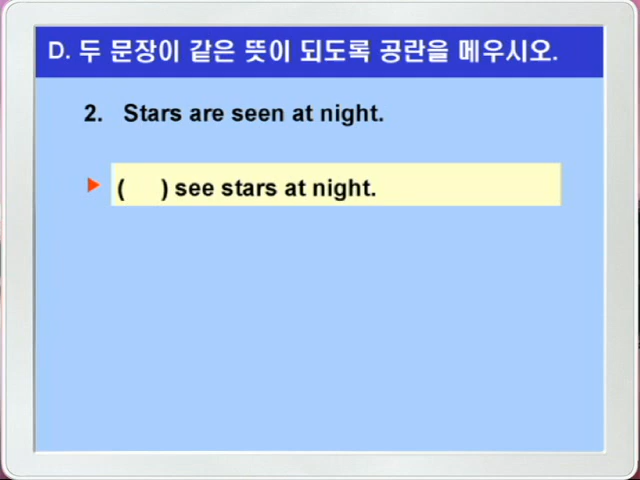 D. 두 문장이 같은 뜻이 되도록 공란을 메우시오.
2. Stars are seen at night.
( ) see stars at night.